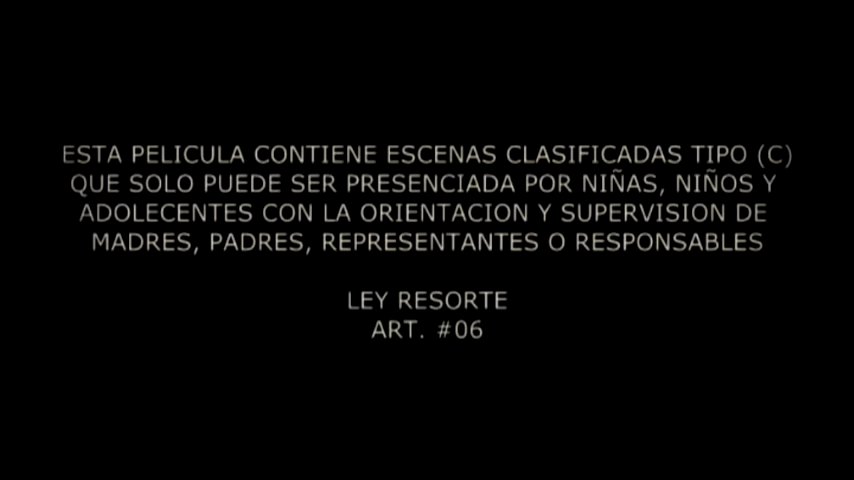 ESTA PELICULA CONTIENE ESCENAS CLASIFICADAS TIPO (C)
QUE SOLO PUEDE SER PRESENCIADA POR NIÑAS, NIÑOS Y
ADOLECENTES CON LA ORIENTACION Y SUPERVISION DE
MADRES, PADRES, REPRESENTANTES O RESPONSABLES
LEY RESORTE
ART. #06